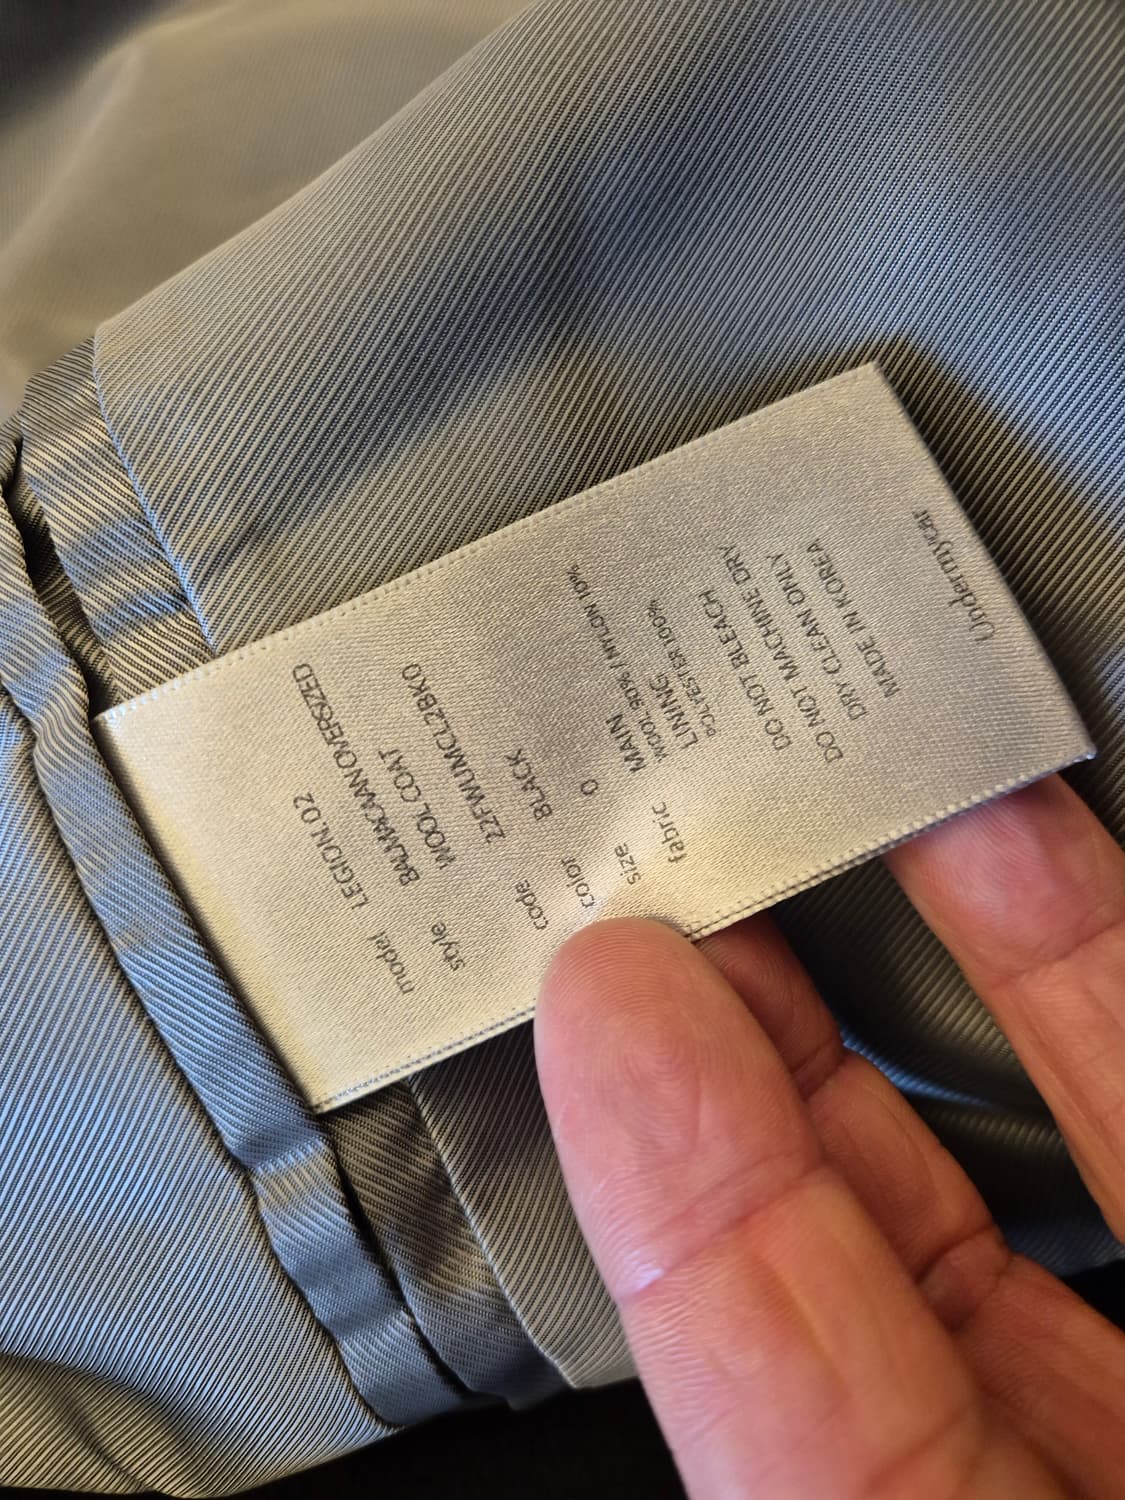 model LEGION 02
style BALMACAAN OVERSIZED
WOOL COAT
code 22FWUMCL2BK0
color BLACK
size 0
fabric MAIN
WOOL 90% / NYLON 10%
LINING
POLYESTER 100%
DO NOT BLEACH
DO NOT MACHINE DRY
DRY CLEAN ONLY
MADE IN KOREA
Undermycar